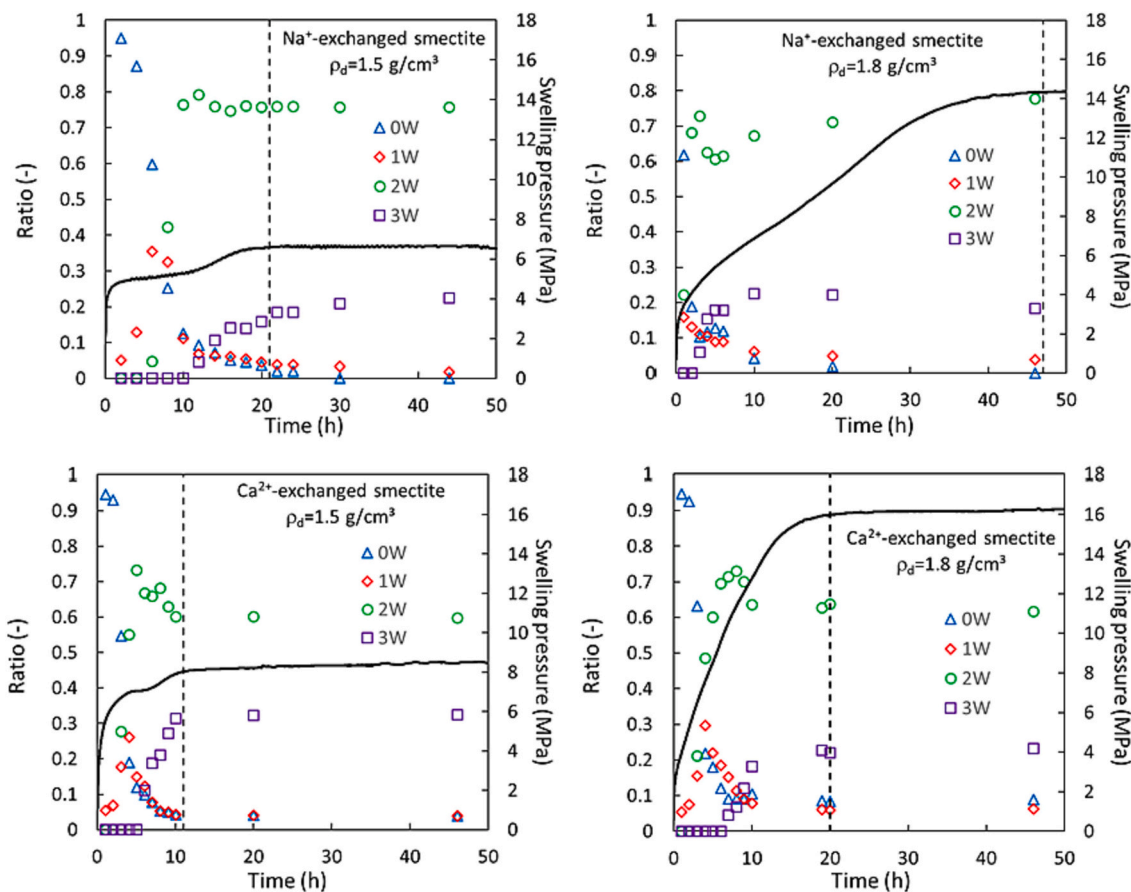 Na⁺-exchanged smectite
ρd=1.5 g/cm³
0W
1W
2W
3W
Ratio (-)
1
0.9
0.8
0.7
0.6
0.5
0.4
0.3
0.2
0.1
0
0 10 20 30 40 50
Time (h)
18
16
14
12
10
8
6
4
2
0
Swelling pressure (MPa)
Na⁺-exchanged smectite
ρd=1.8 g/cm³
0W
1W
2W
3W
Ratio (-)
1
0.9
0.8
0.7
0.6
0.5
0.4
0.3
0.2
0.1
0
0 10 20 30 40 50
Time (h)
18
16
14
12
10
8
6
4
2
0
Swelling pressure (MPa)
Ca²⁺-exchanged smectite
ρd=1.5 g/cm³
0W
1W
2W
3W
Ratio (-)
1
0.9
0.8
0.7
0.6
0.5
0.4
0.3
0.2
0.1
0
0 10 20 30 40 50
Time (h)
18
16
14
12
10
8
6
4
2
0
Swelling pressure (MPa)
Ca²⁺-exchanged smectite
ρd=1.8 g/cm³
0W
1W
2W
3W
Ratio (-)
1
0.9
0.8
0.7
0.6
0.5
0.4
0.3
0.2
0.1
0
0 10 20 30 40 50
Time (h)
18
16
14
12
10
8
6
4
2
0
Swelling pressure (MPa)